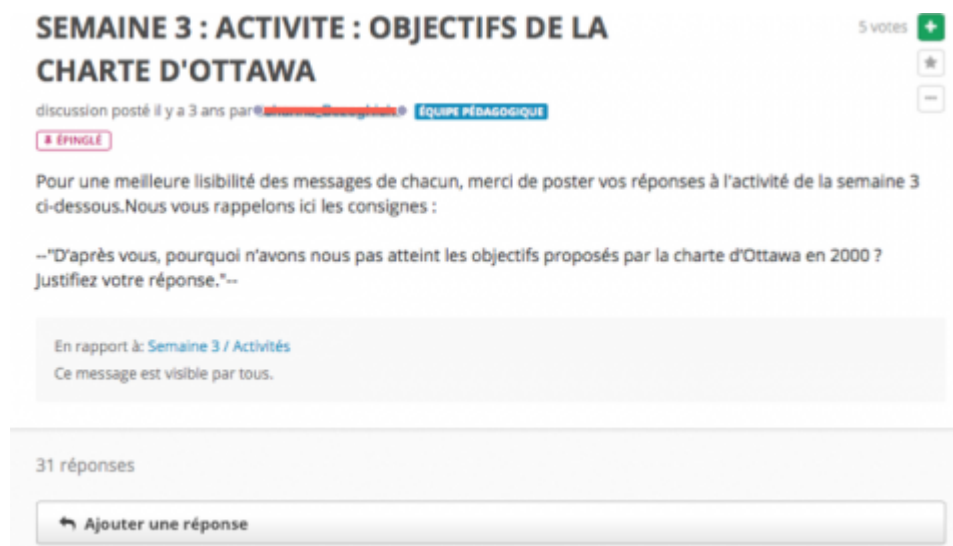 SEMAINE 3 : ACTIVITE : OBJECTIFS DE LA
CHARTE D'OTTAWA
5 votes
discussion posté il y a 3 ans par ÉQUIPE PÉDAGOGIQUE
ÉPINGLÉ
Pour une meilleure lisibilité des messages de chacun, merci de poster vos réponses à l'activité de la semaine 3
ci-dessous.Nous vous rappelons ici les consignes :
--"D'après vous, pourquoi n'avons nous pas atteint les objectifs proposés par la charte d'Ottawa en 2000 ?
Justifiez votre réponse."--
En rapport à: Semaine 3 / Activités
Ce message est visible par tous.
31 réponses
Ajouter une réponse